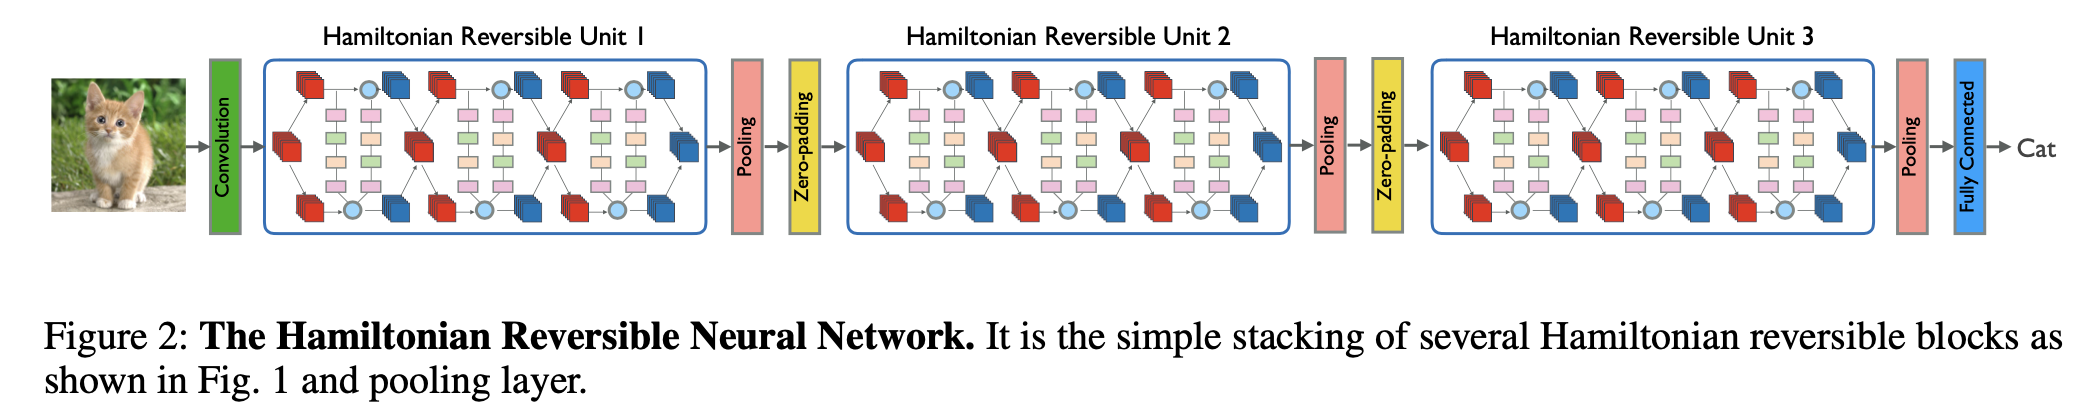 Hamiltonian Reversible Unit 1
Hamiltonian Reversible Unit 2
Hamiltonian Reversible Unit 3
Convolution
Pooling
Zero-padding
Pooling
Zero-padding
Pooling
Fully Connected
Cat
Figure 2: The Hamiltonian Reversible Neural Network. It is the simple stacking of several Hamiltonian reversible blocks as
shown in Fig. 1 and pooling layer.